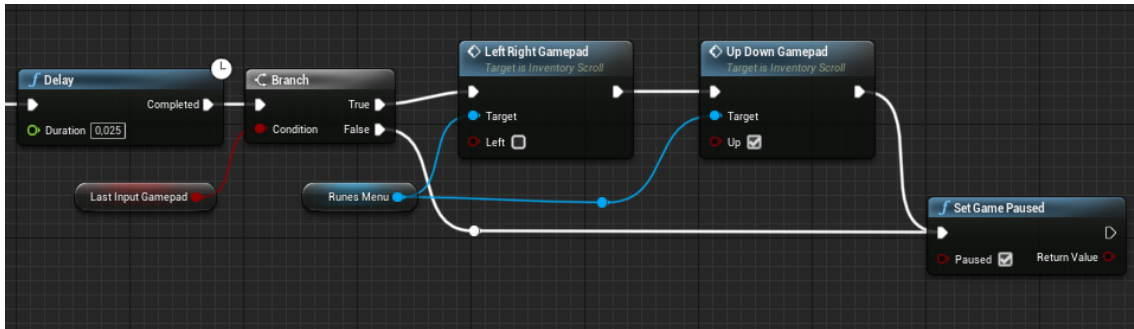 Delay
Completed
Duration 0,025
Branch
True
Condition False
Last Input Gamepad
Runes Menu
Left Right Gamepad
Target is Inventory Scroll
Target
Left
Up Down Gamepad
Target is Inventory Scroll
Target
Up
Set Game Paused
Paused Return Value